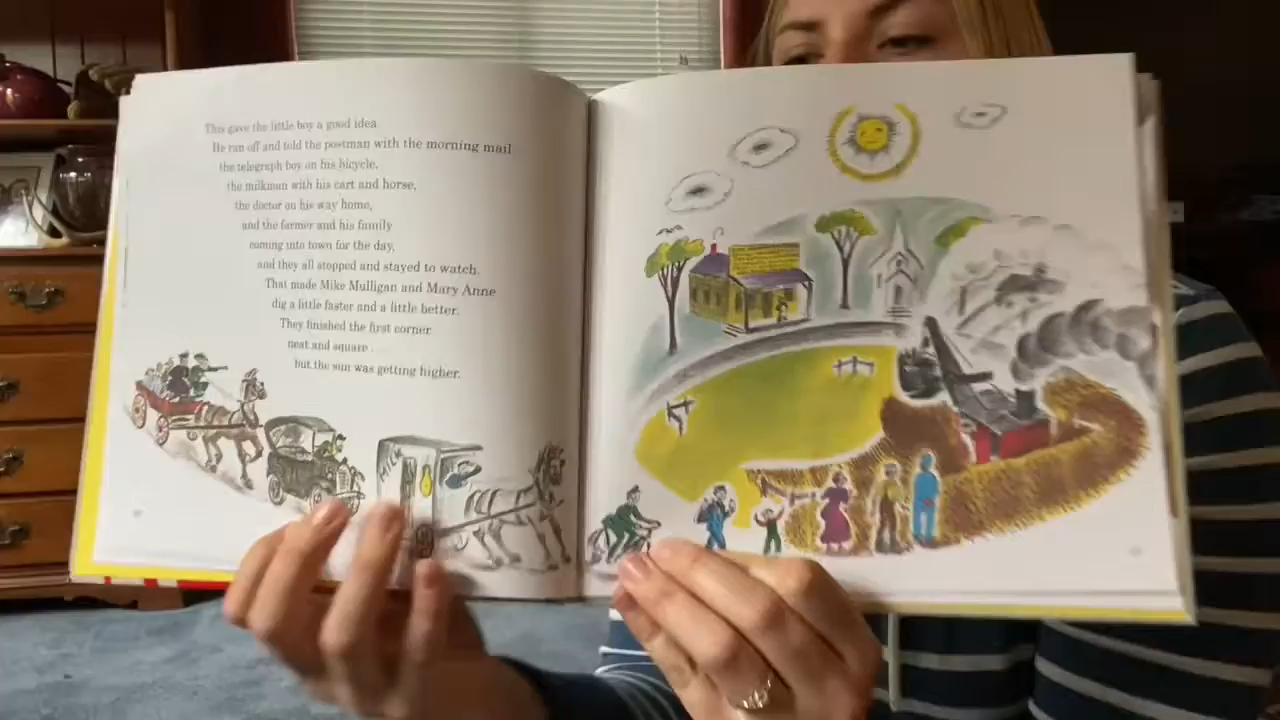 This gave the little boy a good idea.
He ran off and told the postman with the morning mail
the telegraph boy on his bicycle,
the milkman with his cart and horse,
the doctor on his way home,
and the farmer and his family
coming into town for the day,
and they all stopped and stayed to watch.
That made Mike Mulligan and Mary Anne
dig a little faster and a little better.
They finished the first corner
neat and square . . .
but the sun was getting higher.
MILK